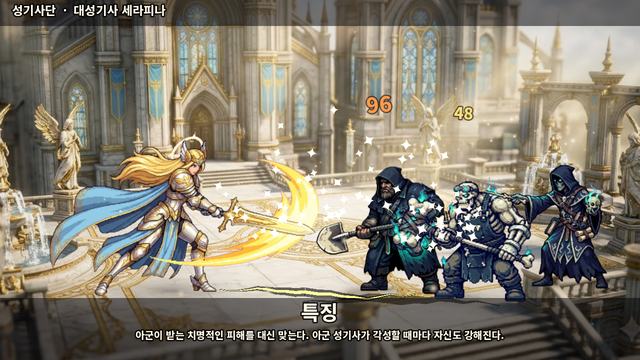 성기사단 · 대성기사 세라피나
96
48
특징
아군이 받는 치명적인 피해를 대신 맞는다. 아군 성기사가 각성할 때마다 자신도 강해진다.